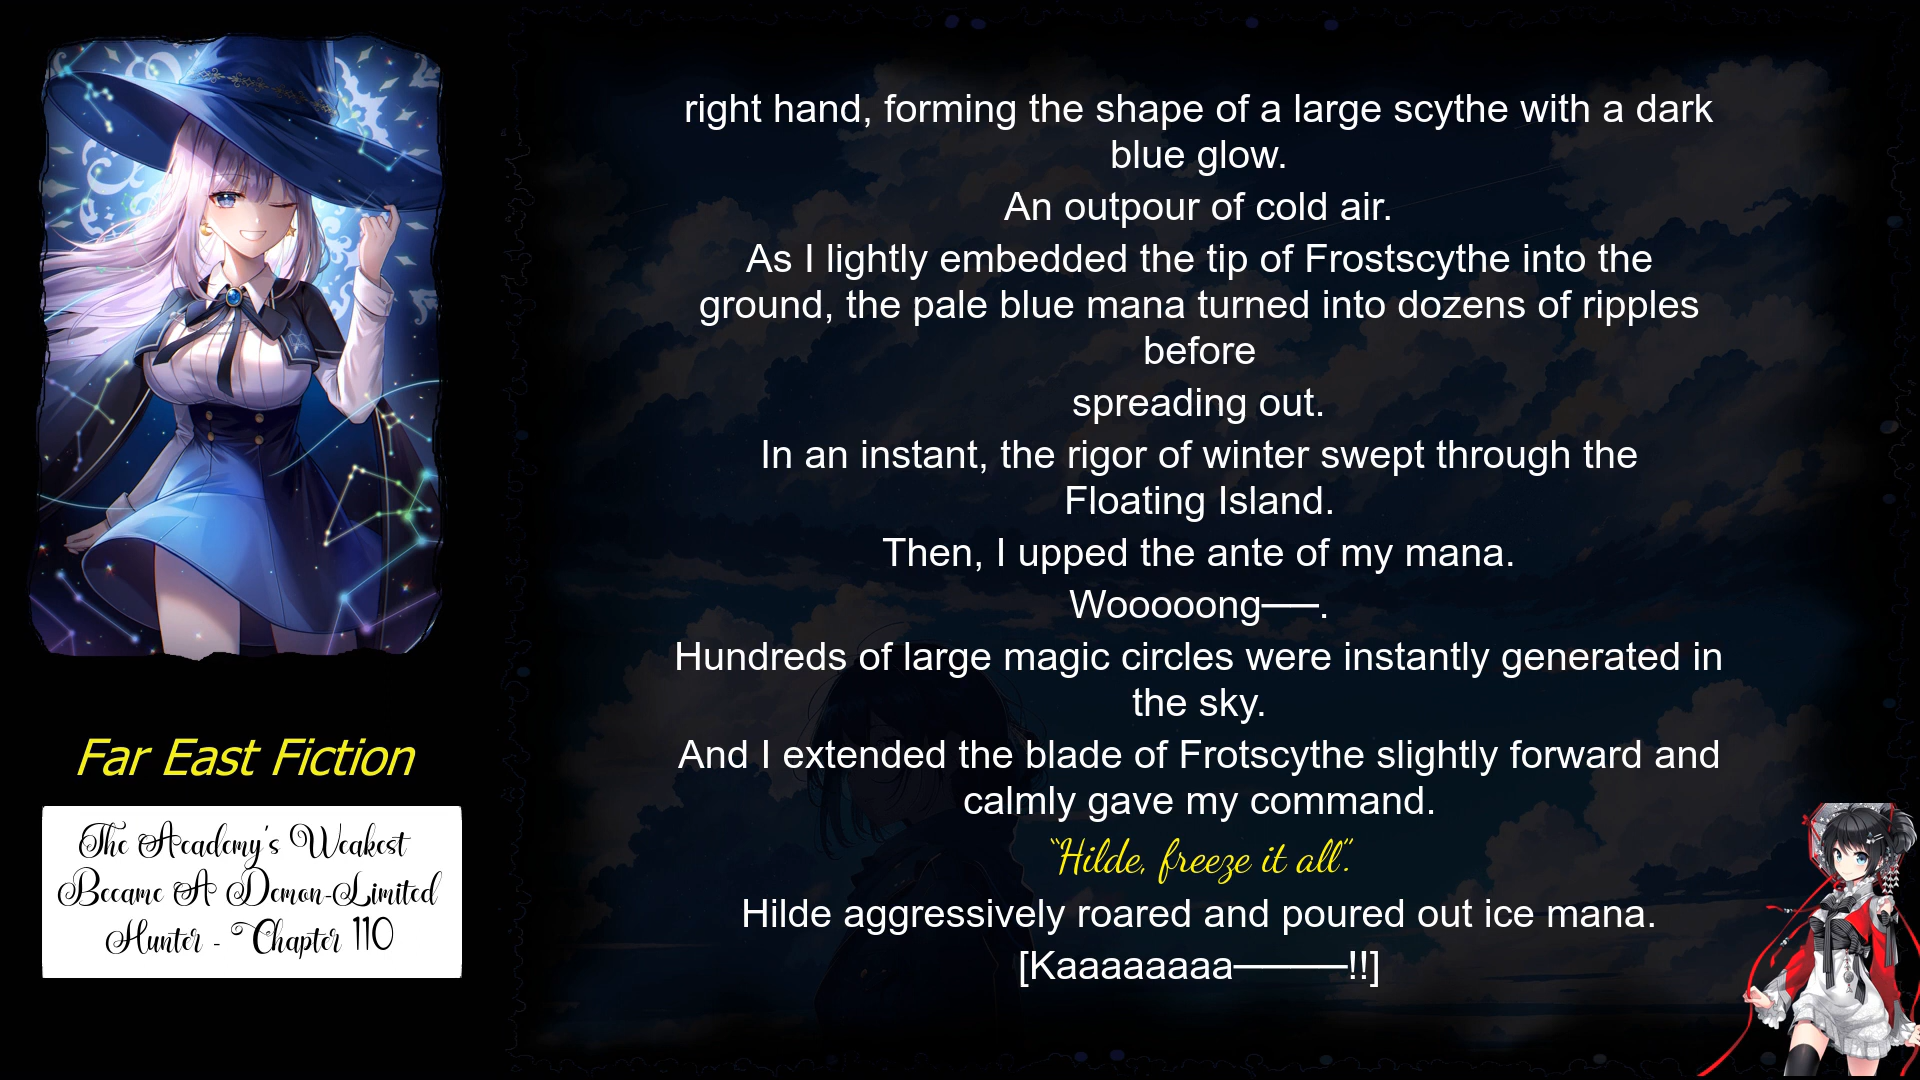 right hand, forming the shape of a large scythe with a dark
blue glow.
An outpour of cold air.
As I lightly embedded the tip of Frostscythe into the
ground, the pale blue mana turned into dozens of ripples
before
spreading out.
In an instant, the rigor of winter swept through the
Floating Island.
Then, I upped the ante of my mana.
Wooooong──.
Hundreds of large magic circles were instantly generated in
the sky.
And I extended the blade of Frotscythe slightly forward and
calmly gave my command.
“Hilde, freeze it all”.
Hilde aggressively roared and poured out ice mana.
[Kaaaaaaaa────!!]
Far East Fiction
The Academy's Weakest
Became A Demon-Limited
Hunter - Chapter 110